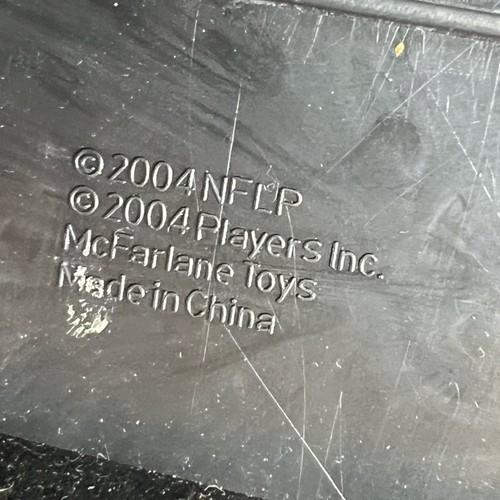 ©2004 NFLP
©2004 Players Inc.
McFarlane Toys
Made in China